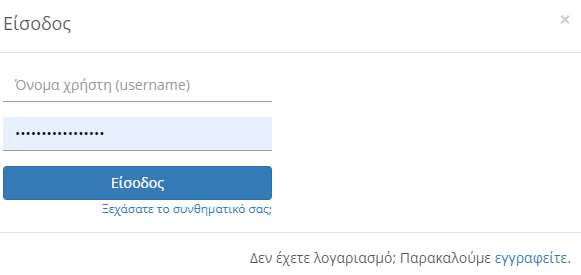 Είσοδος ×
Όνομα χρήστη (username)
•••••••••••••••••
Είσοδος
Ξεχάσατε το συνθηματικό σας;
Δεν έχετε λογαριασμό; Παρακαλούμε εγγραφείτε.